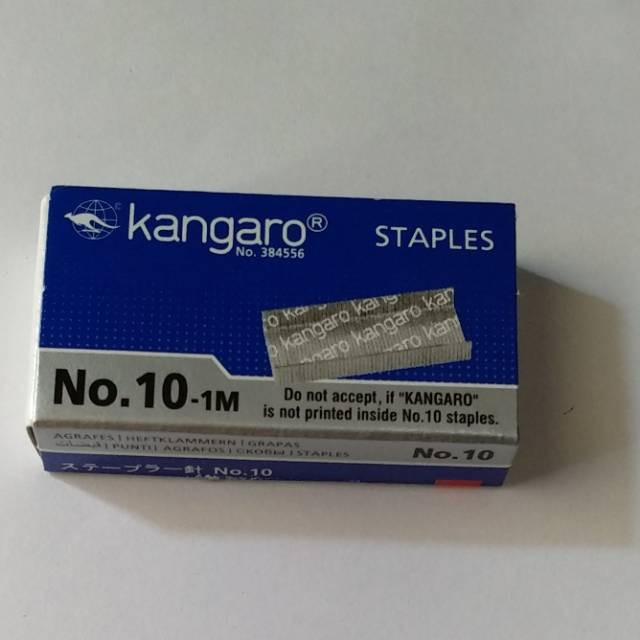 © kangaro®
No. 384556
STAPLES
kangaro kangaro kangaro
No.10-1M
Do not accept, if "KANGARO"
is not printed inside No.10 staples.
AGRAFES | HEFTKLAMMERN | GRAPAS
| PUNTI | AGRAFOS | СКОБЫ | STAPLES
No.10
ステープラー針 No.10